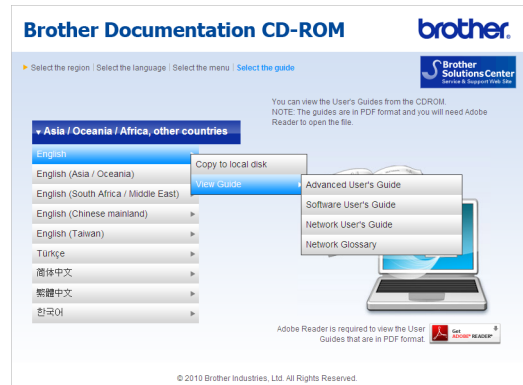 Brother Documentation CD-ROM
brother
Select the region | Select the language | Select the menu | Select the guide
Brother
Solutions Center
Service & Support Web Site
You can view the User's Guides from the CDROM.
NOTE: The guides are in PDF format and you will need Adobe
Reader to open the file.
Asia / Oceania / Africa, other countries
English
English (Asia / Oceania)
English (South Africa / Middle East)
English (Chinese mainland)
English (Taiwan)
Türkçe
简体中文
繁體中文
한국어
Copy to local disk
View Guide
Advanced User's Guide
Software User's Guide
Network User's Guide
Network Glossary
Adobe Reader is required to view the User
Guides that are in PDF format.
Get
ADOBE® READER®
© 2010 Brother Industries, Ltd. All Rights Reserved.